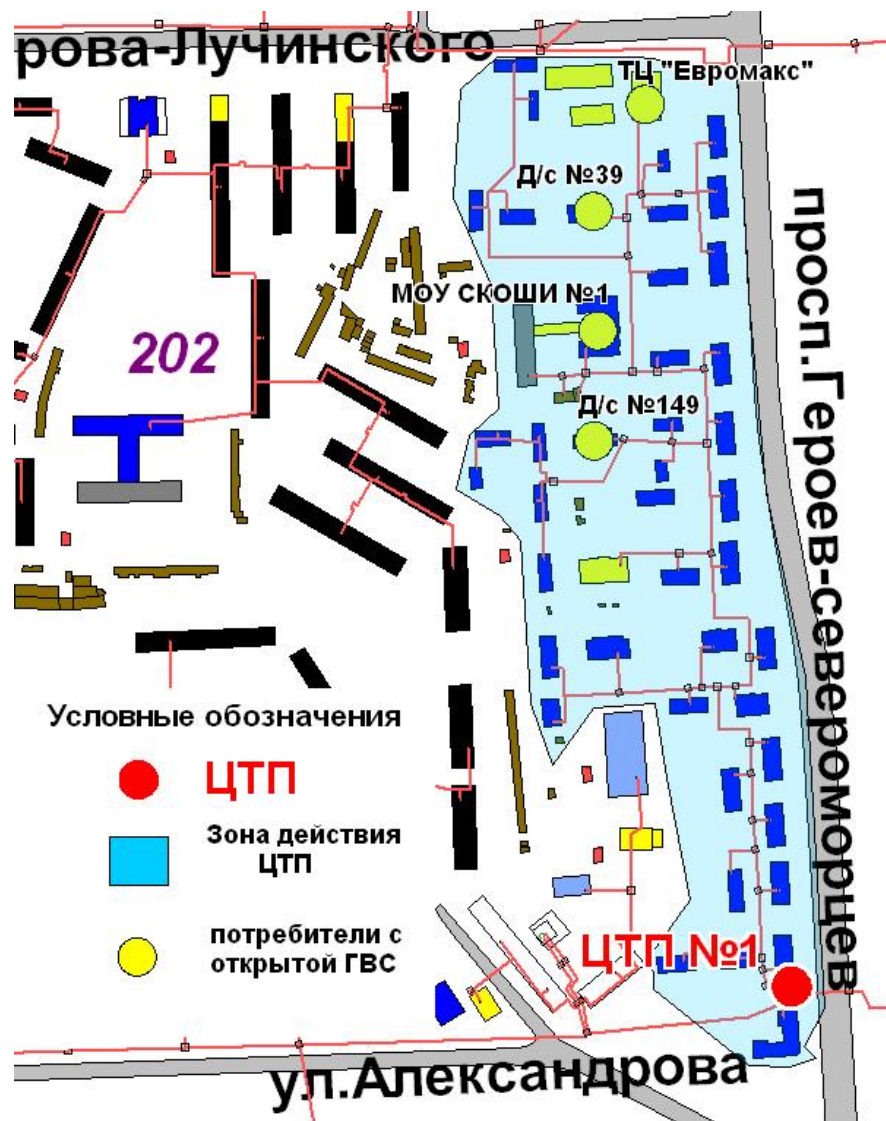 рова-Лучинского
ТЦ "Евромакс"
Д/с №39
просп.Героев-североморцев
МОУ СКОШИ №1
202
Д/с №149
Условные обозначения
ЦТП
Зона действия
ЦТП
потребители с
открытой ГВС
ЦТП №1
ул.Александрова